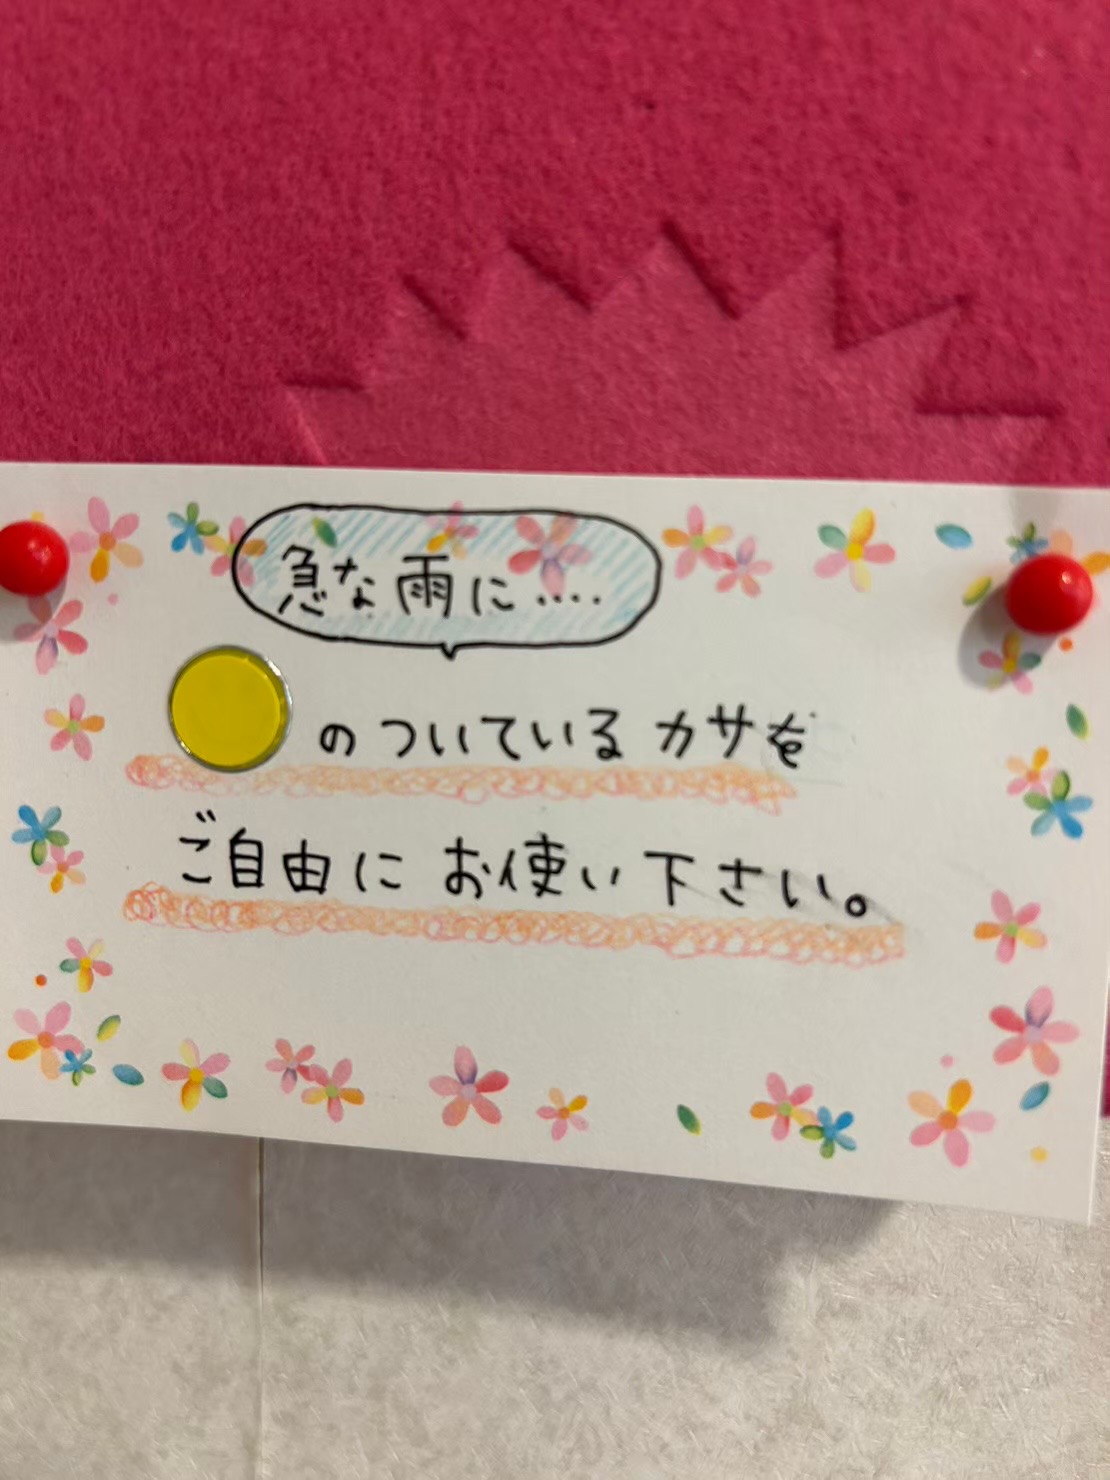 急な雨に‥‥
のついているカサを
ご自由にお使い下さい。